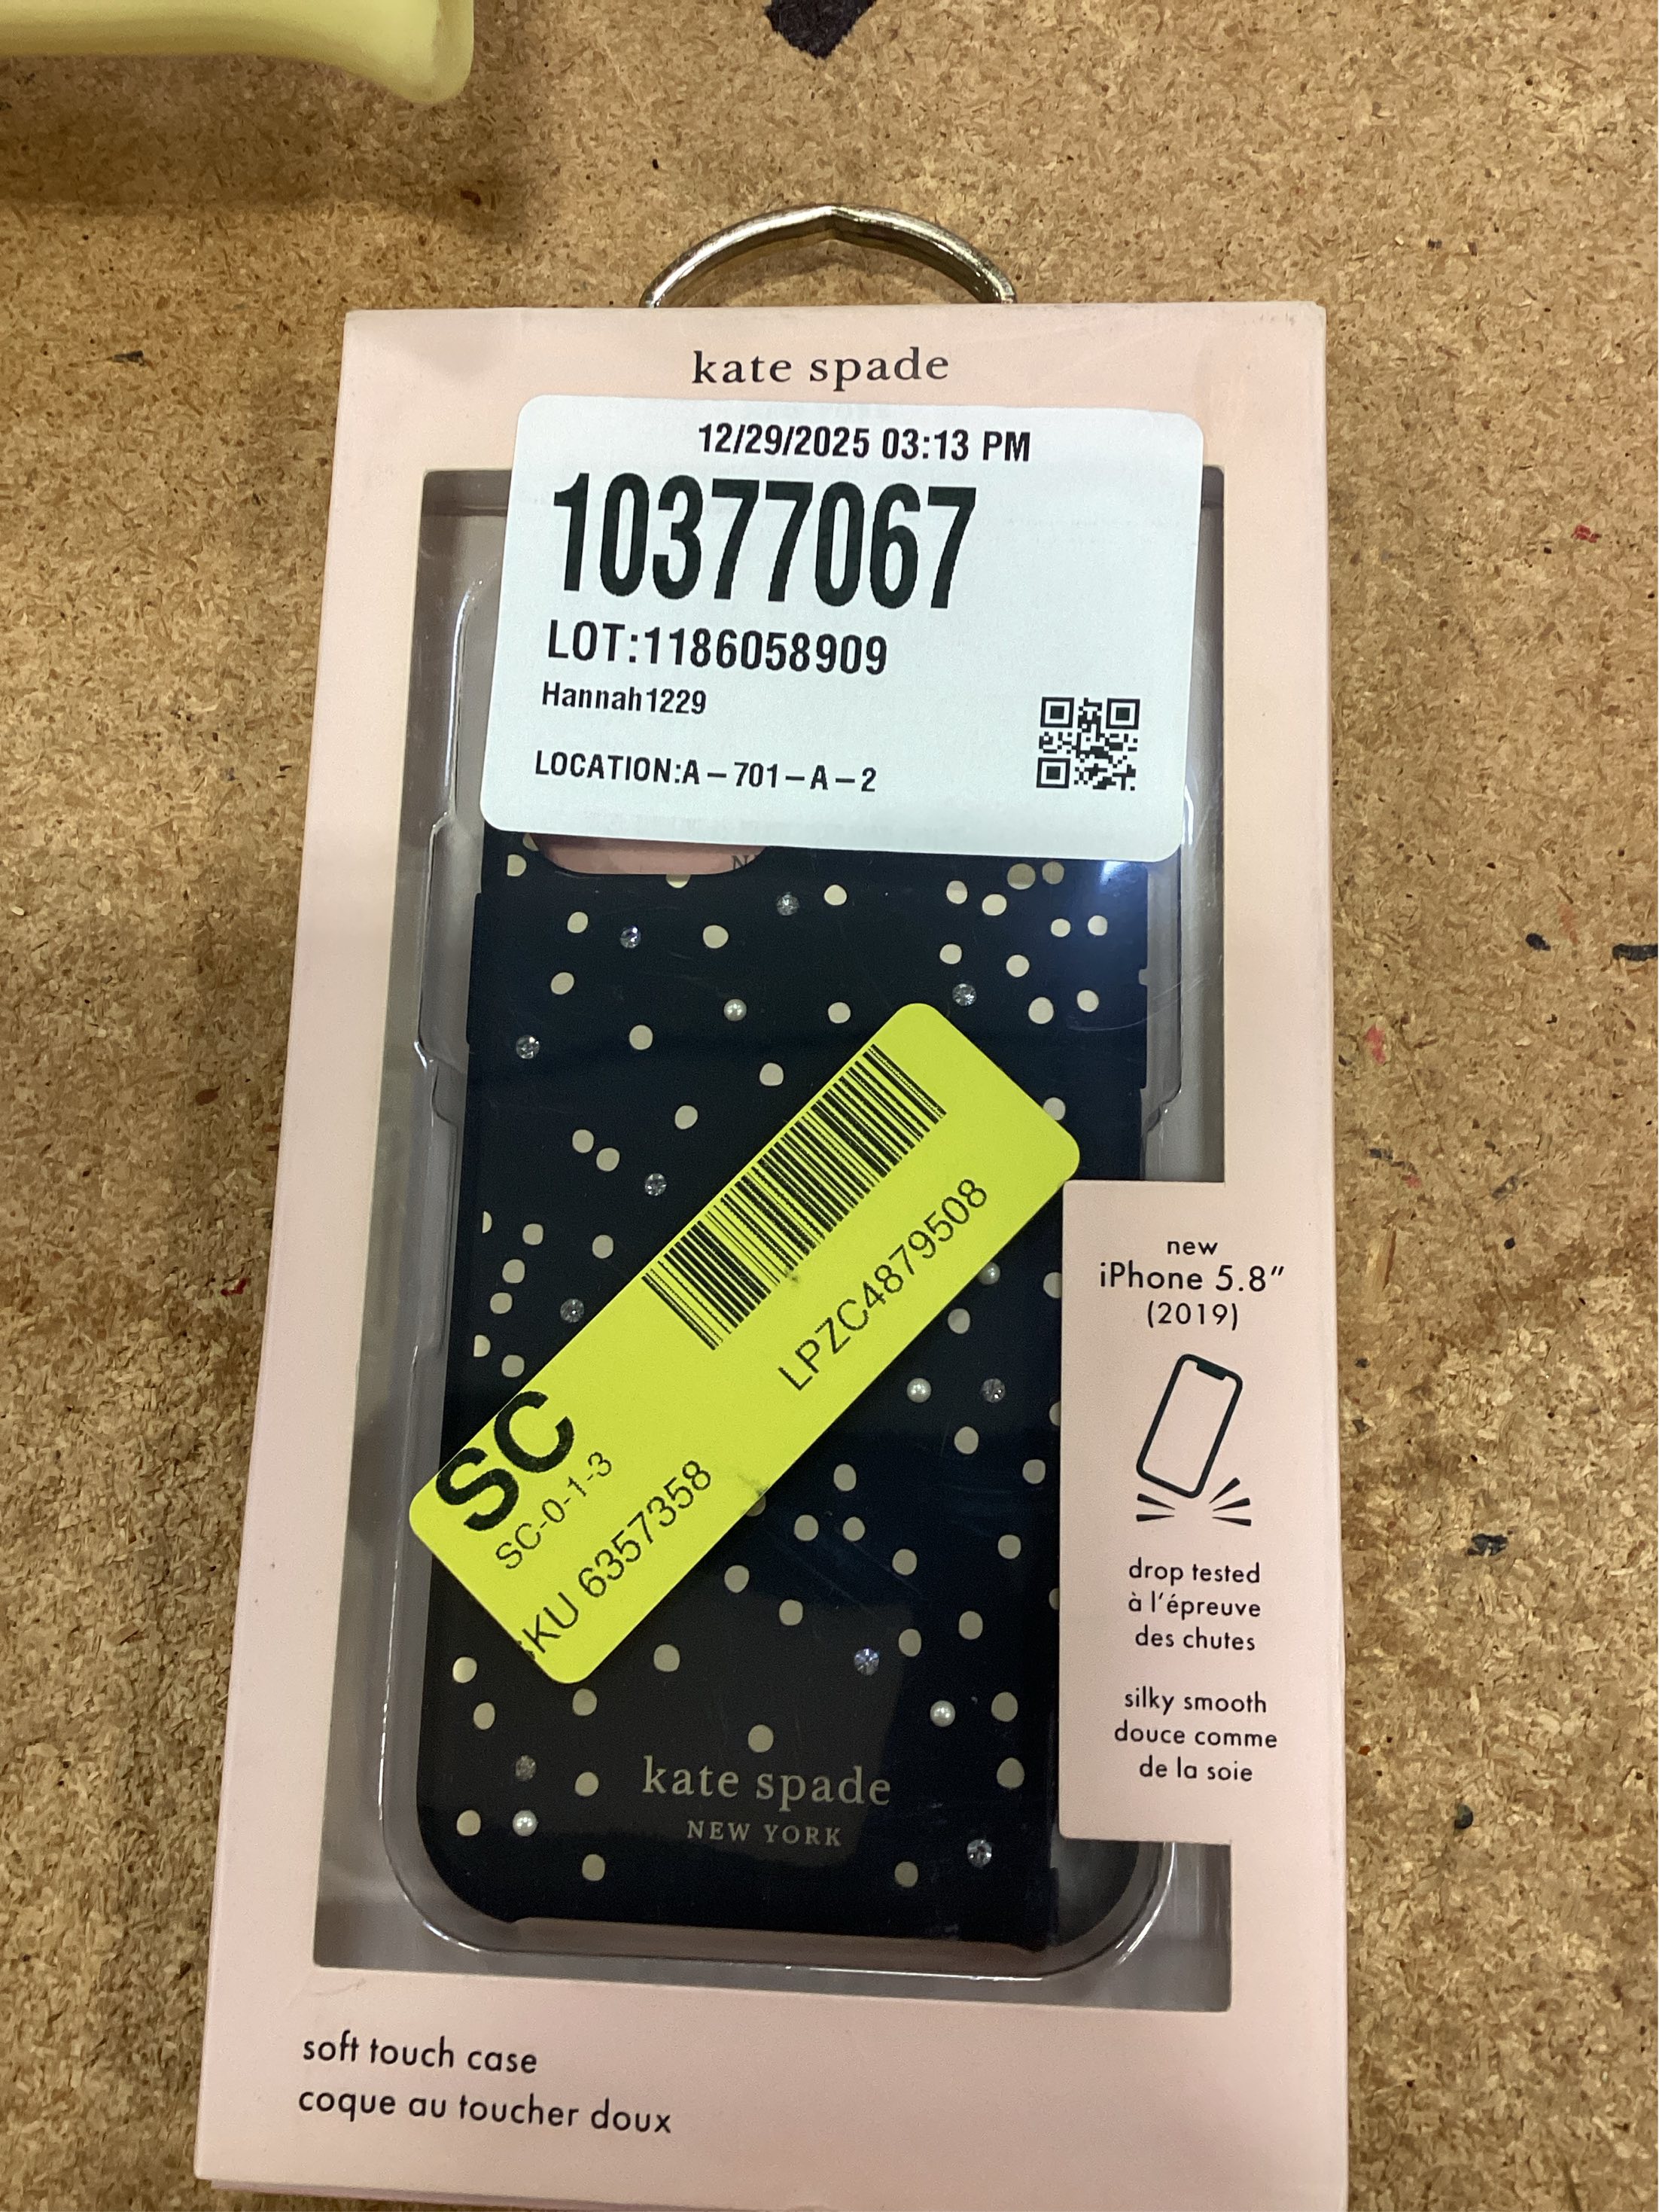 kate spade
12/29/2025 03:13 PM
10377067
LOT:1186058909
Hannah1229
LOCATION:A-701-A-2
LPZC4879508
SC
SC-0-1-3
KU 6357358
new
iPhone 5.8"
(2019)
drop tested
à l'épreuve
des chutes
silky smooth
douce comme
de la soie
kate spade
NEW YORK
soft touch case
coque au toucher doux